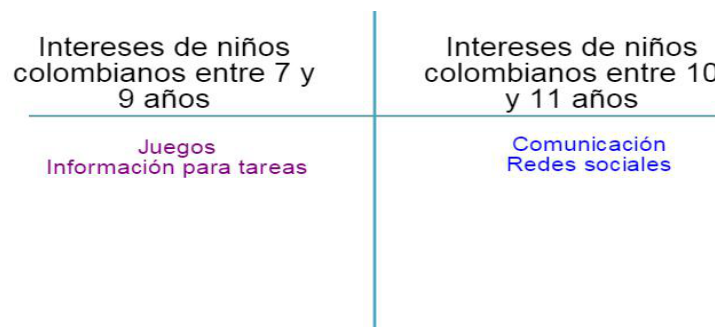 Intereses de niños
colombianos entre 7 y
9 años
Juegos
Información para tareas
Intereses de niños
colombianos entre 10
y 11 años
Comunicación
Redes sociales